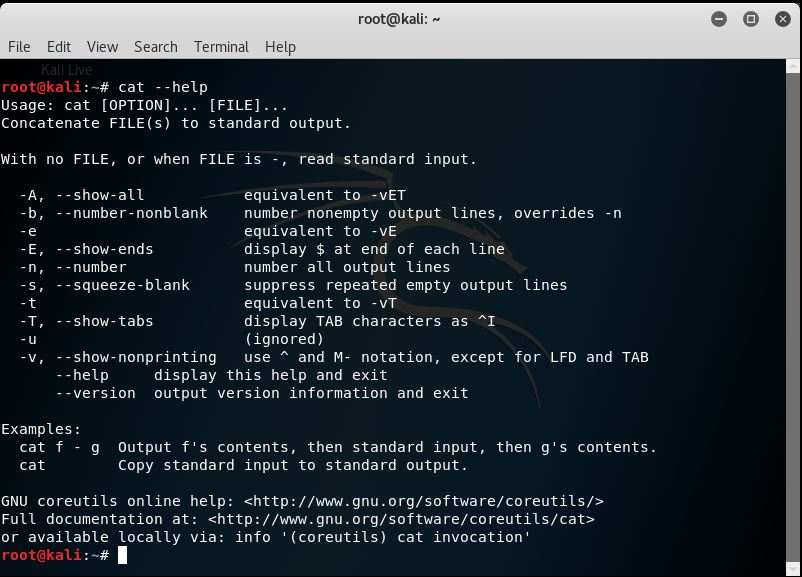 root@kali: ~
File Edit View Search Terminal Help
Kali Live
root@kali:~# cat --help
Usage: cat [OPTION]... [FILE]...
Concatenate FILE(s) to standard output.

With no FILE, or when FILE is -, read standard input.

  -A, --show-all           equivalent to -vET
  -b, --number-nonblank    number nonempty output lines, overrides -n
  -e                       equivalent to -vE
  -E, --show-ends          display $ at end of each line
  -n, --number             number all output lines
  -s, --squeeze-blank      suppress repeated empty output lines
  -t                       equivalent to -vT
  -T, --show-tabs          display TAB characters as ^I
  -u                       (ignored)
  -v, --show-nonprinting   use ^ and M- notation, except for LFD and TAB
      --help     display this help and exit
      --version  output version information and exit

Examples:
  cat f - g  Output f's contents, then standard input, then g's contents.
  cat        Copy standard input to standard output.

GNU coreutils online help: <http://www.gnu.org/software/coreutils/>
Full documentation at: <http://www.gnu.org/software/coreutils/cat>
or available locally via: info '(coreutils) cat invocation'
root@kali:~#